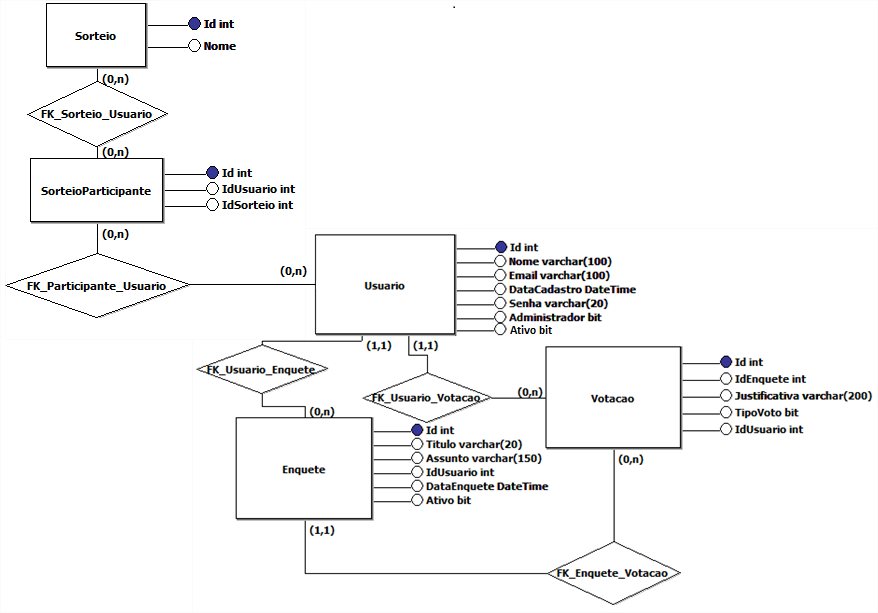 Sorteio
Id int
Nome
(0,n)
FK_Sorteio_Usuario
(0,n)
SorteioParticipante
Id int
IdUsuario int
IdSorteio int
(0,n)
FK_Participante_Usuario
(0,n)
Usuario
Id int
Nome varchar(100)
Email varchar(100)
DataCadastro DateTime
Senha varchar(20)
Administrador bit
Ativo bit
(1,1)
(1,1)
FK_Usuario_Enquete
FK_Usuario_Votacao
(0,n)
Votacao
Id int
IdEnquete int
Justificativa varchar(200)
TipoVoto bit
IdUsuario int
(0,n)
(0,n)
Enquete
Id int
Titulo varchar(20)
Assunto varchar(150)
IdUsuario int
DataEnquete DateTime
Ativo bit
(1,1)
FK_Enquete_Votacao